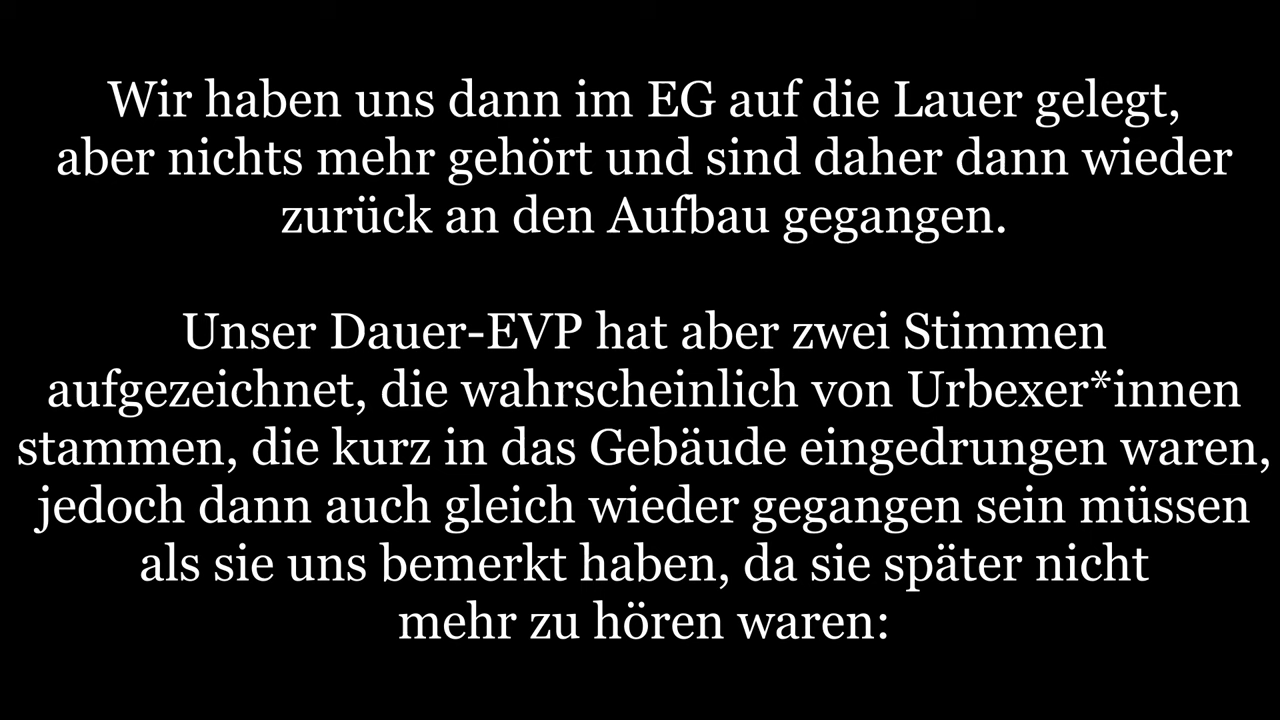 Wir haben uns dann im EG auf die Lauer gelegt,
aber nichts mehr gehört und sind daher dann wieder
zurück an den Aufbau gegangen.
Unser Dauer-EVP hat aber zwei Stimmen
aufgezeichnet, die wahrscheinlich von Urbexer*innen
stammen, die kurz in das Gebäude eingedrungen waren,
jedoch dann auch gleich wieder gegangen sein müssen
als sie uns bemerkt haben, da sie später nicht
mehr zu hören waren: